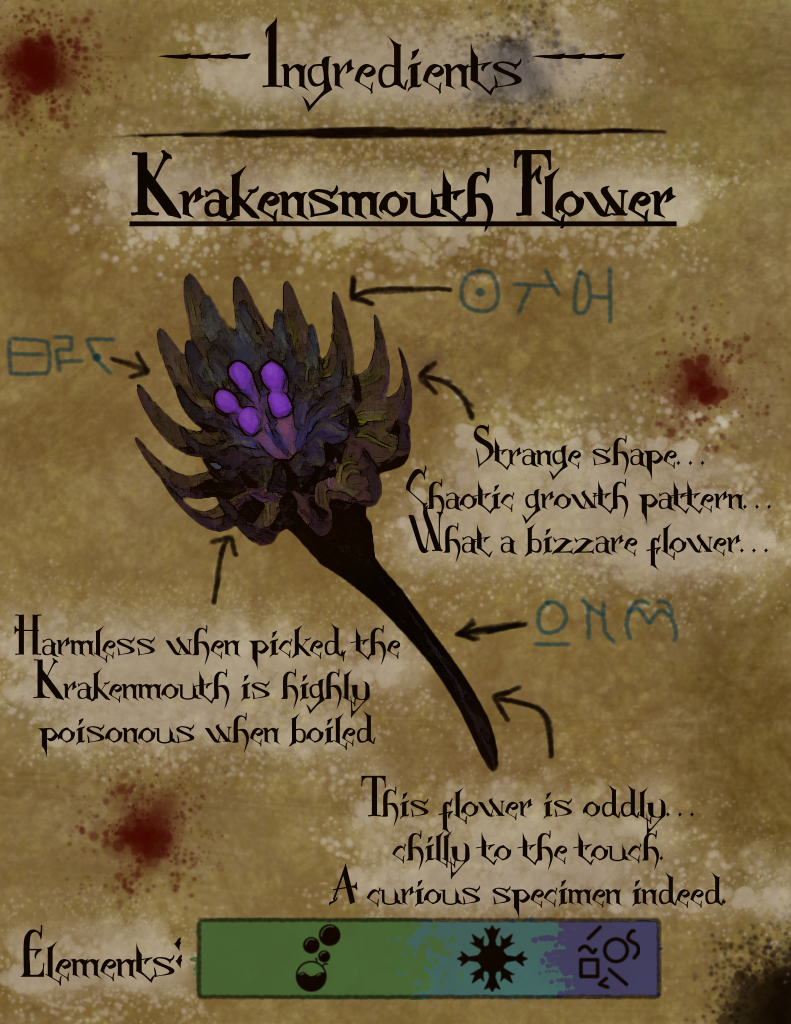 Ingredients
Krakensmouth Flower
Strange shape...
Chaotic growth pattern...
What a bizzare flower...
Harmless when picked, the
Krakenmouth is highly
poisonous when boiled
This flower is oddly...
chilly to the touch.
A curious specimen indeed.
Elements: